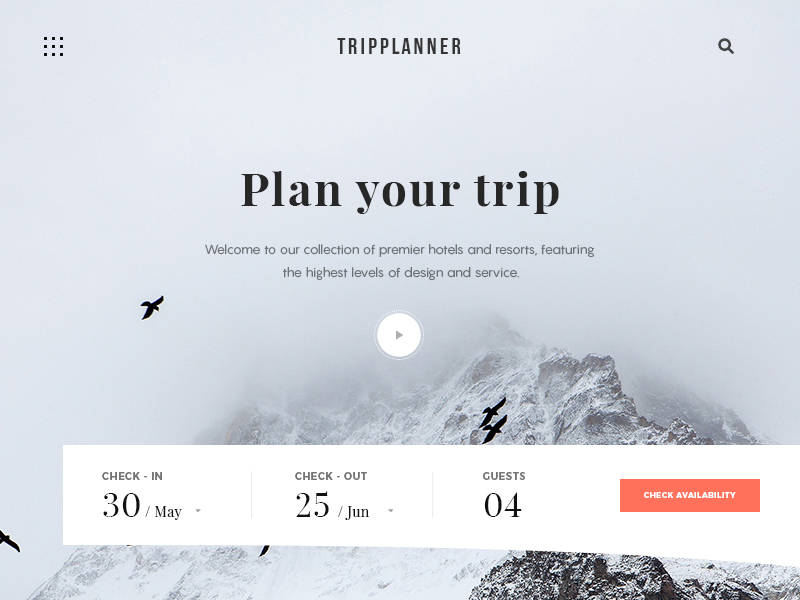 TRIPPLANNER
Plan your trip
Welcome to our collection of premier hotels and resorts, featuring
the highest levels of design and service.
CHECK - IN
30 / May
CHECK - OUT
25 / Jun
GUESTS
04
CHECK AVAILABILITY